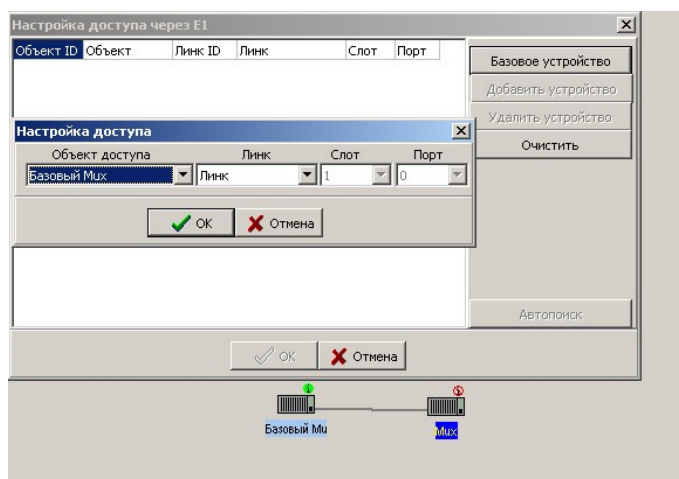 Настройка доступа через E1
Объект ID Объект Линк ID Линк Слот Порт
Базовое устройство
Добавить устройство
Удалить устройство
Очистить
Настройка доступа
Объект доступа Линк Слот Порт
Базовый Mux Линк 1 0
OK Отмена
Автопоиск
OK Отмена
Базовый Mu Mux